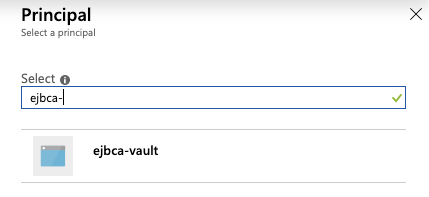 Principal
Select a principal
Select
ejbca-
ejbca-vault